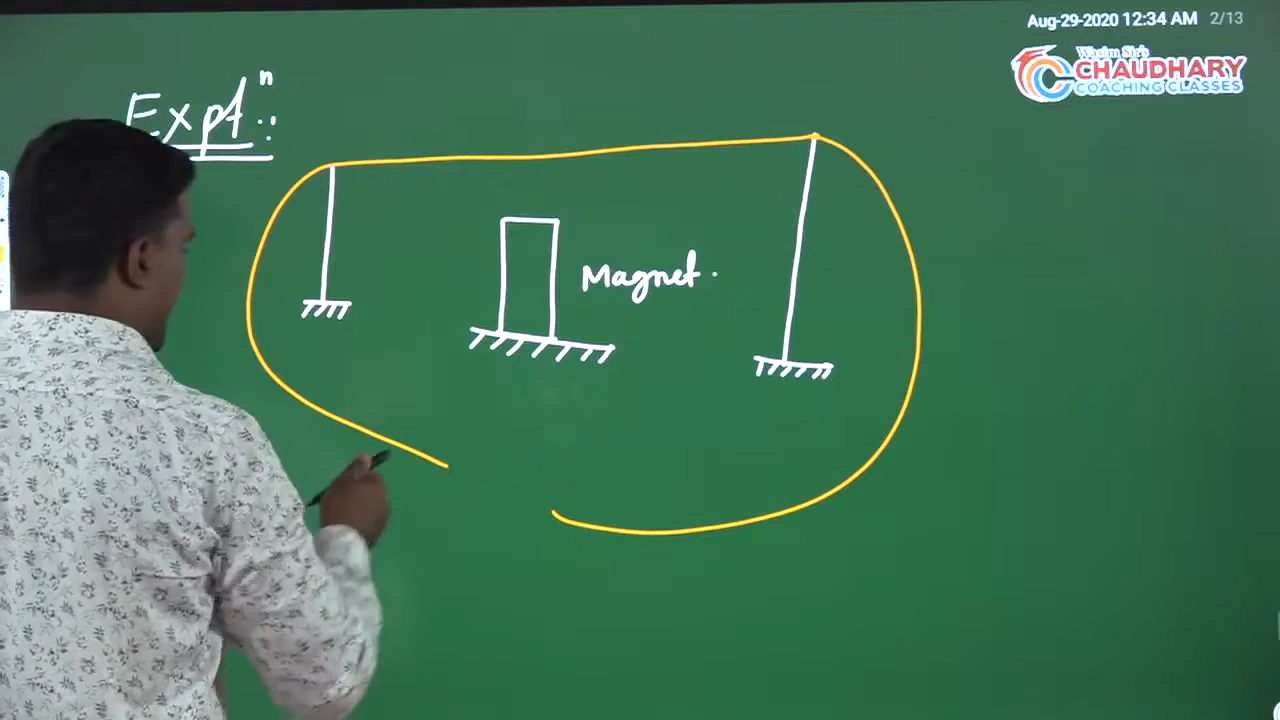 Aug-29-2020 12:34 AM 2/13
Wasim Sir's
CHAUDHARY
COACHING CLASSES
Exptⁿ :
Magnet.